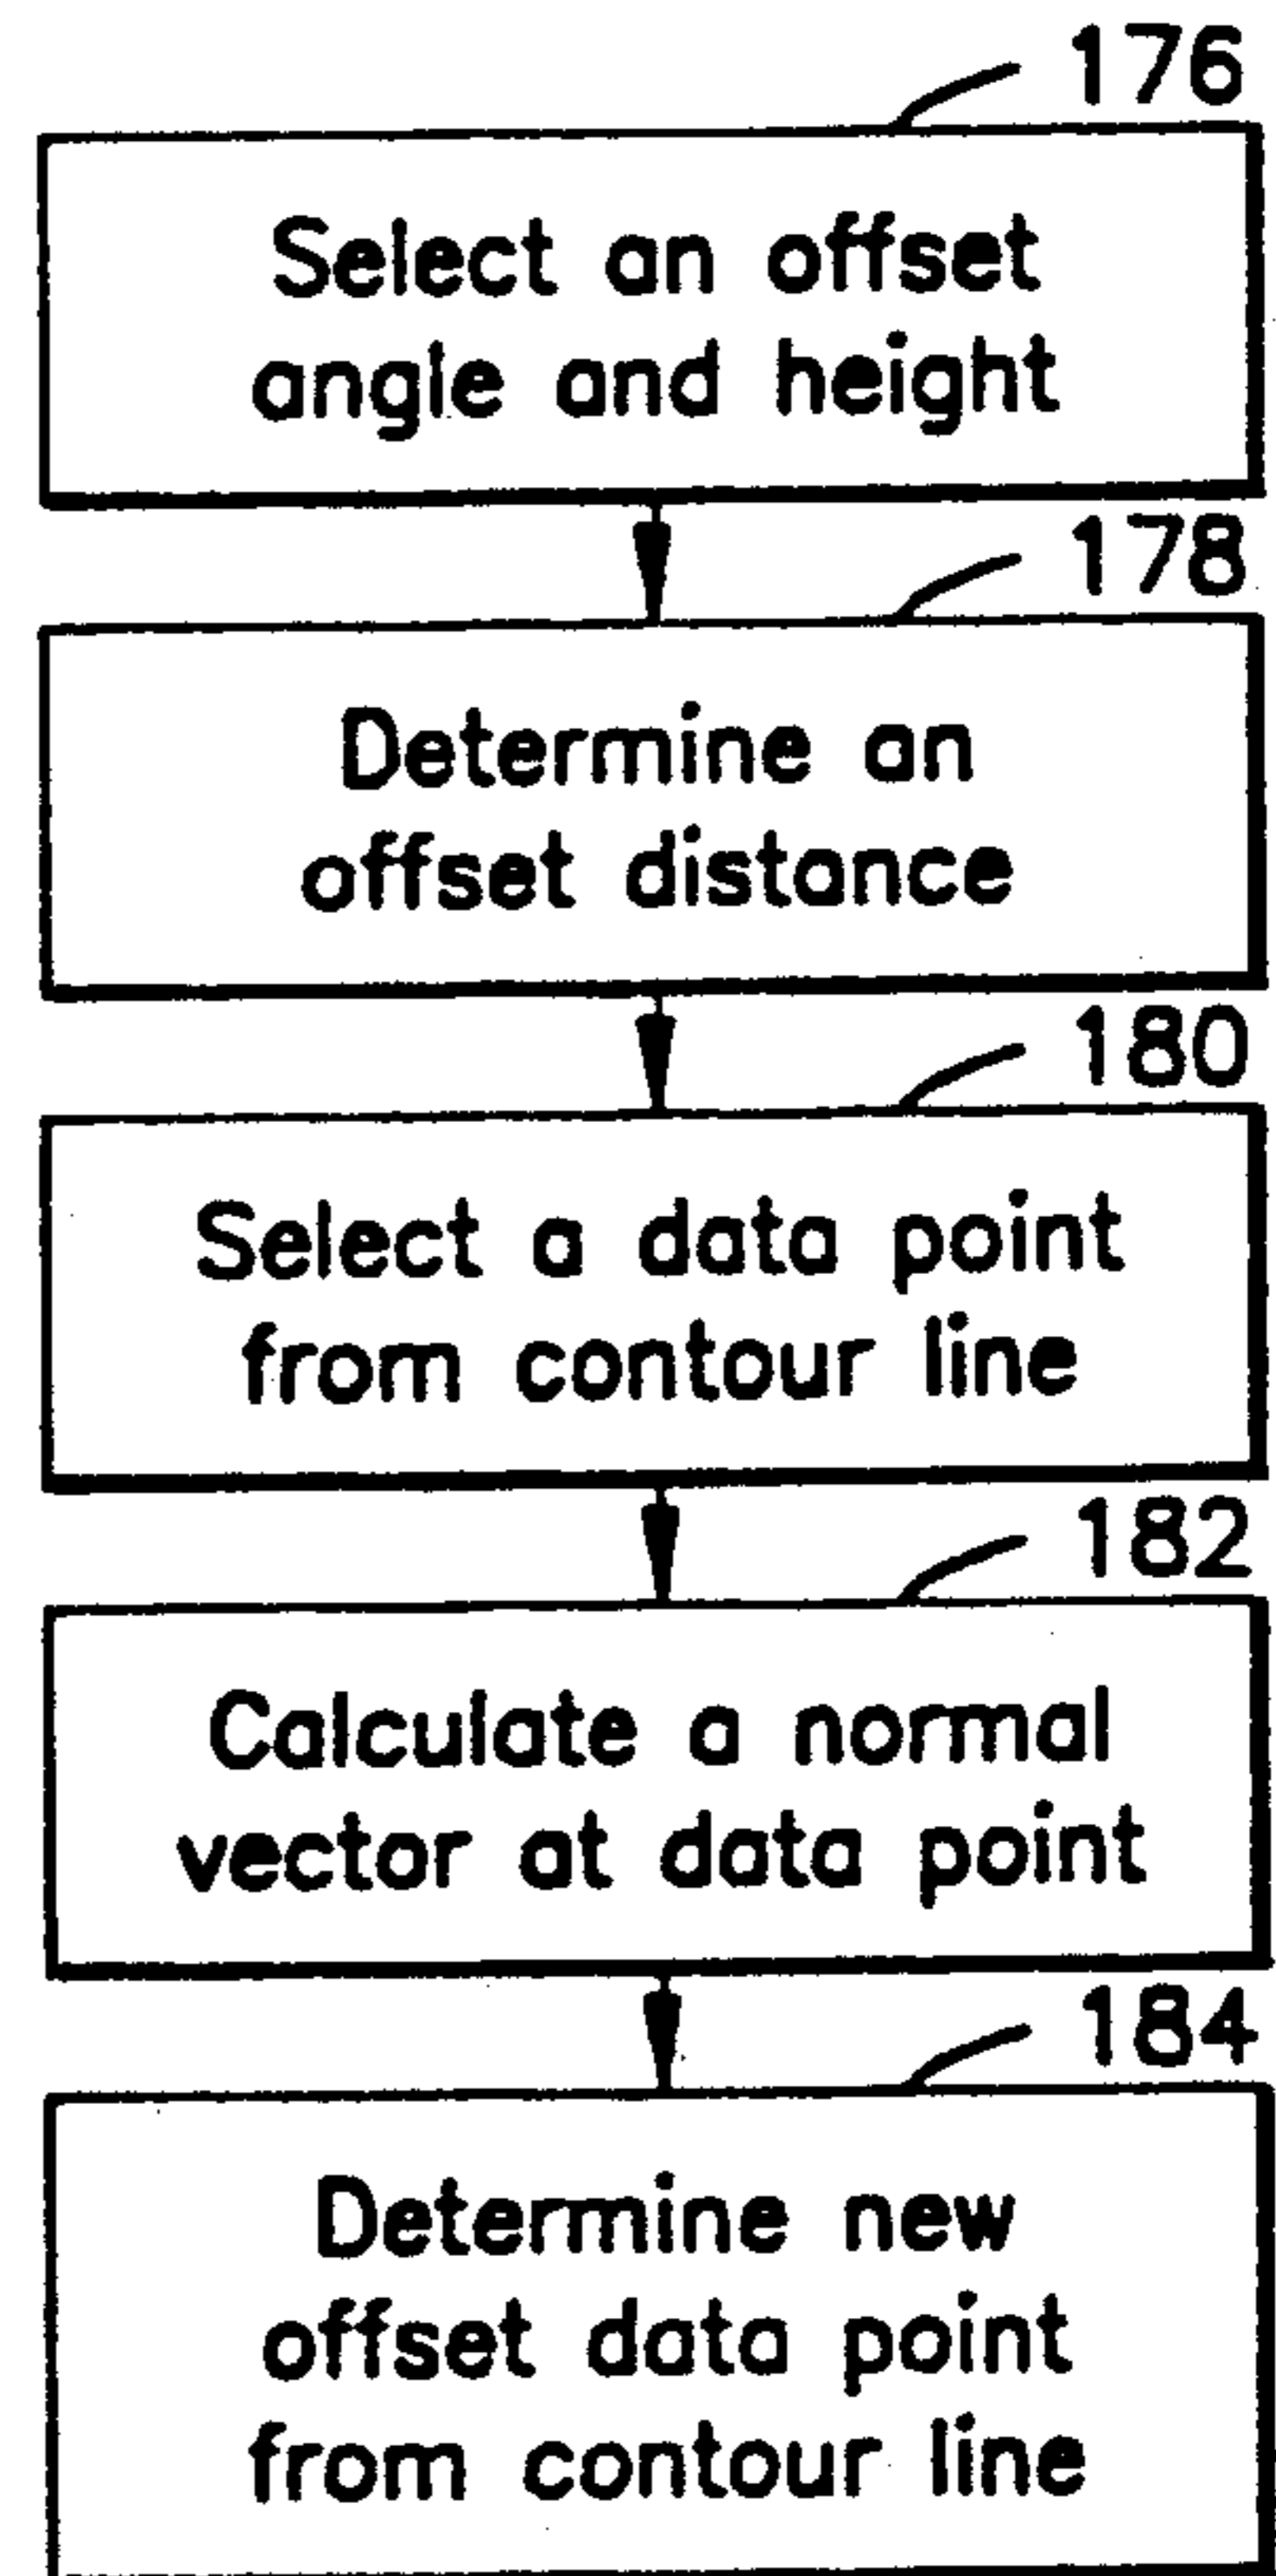 176
Select an offset
angle and height
178
Determine an
offset distance
180
Select a data point
from contour line
182
Calculate a normal
vector at data point
184
Determine new
offset data point
from contour line